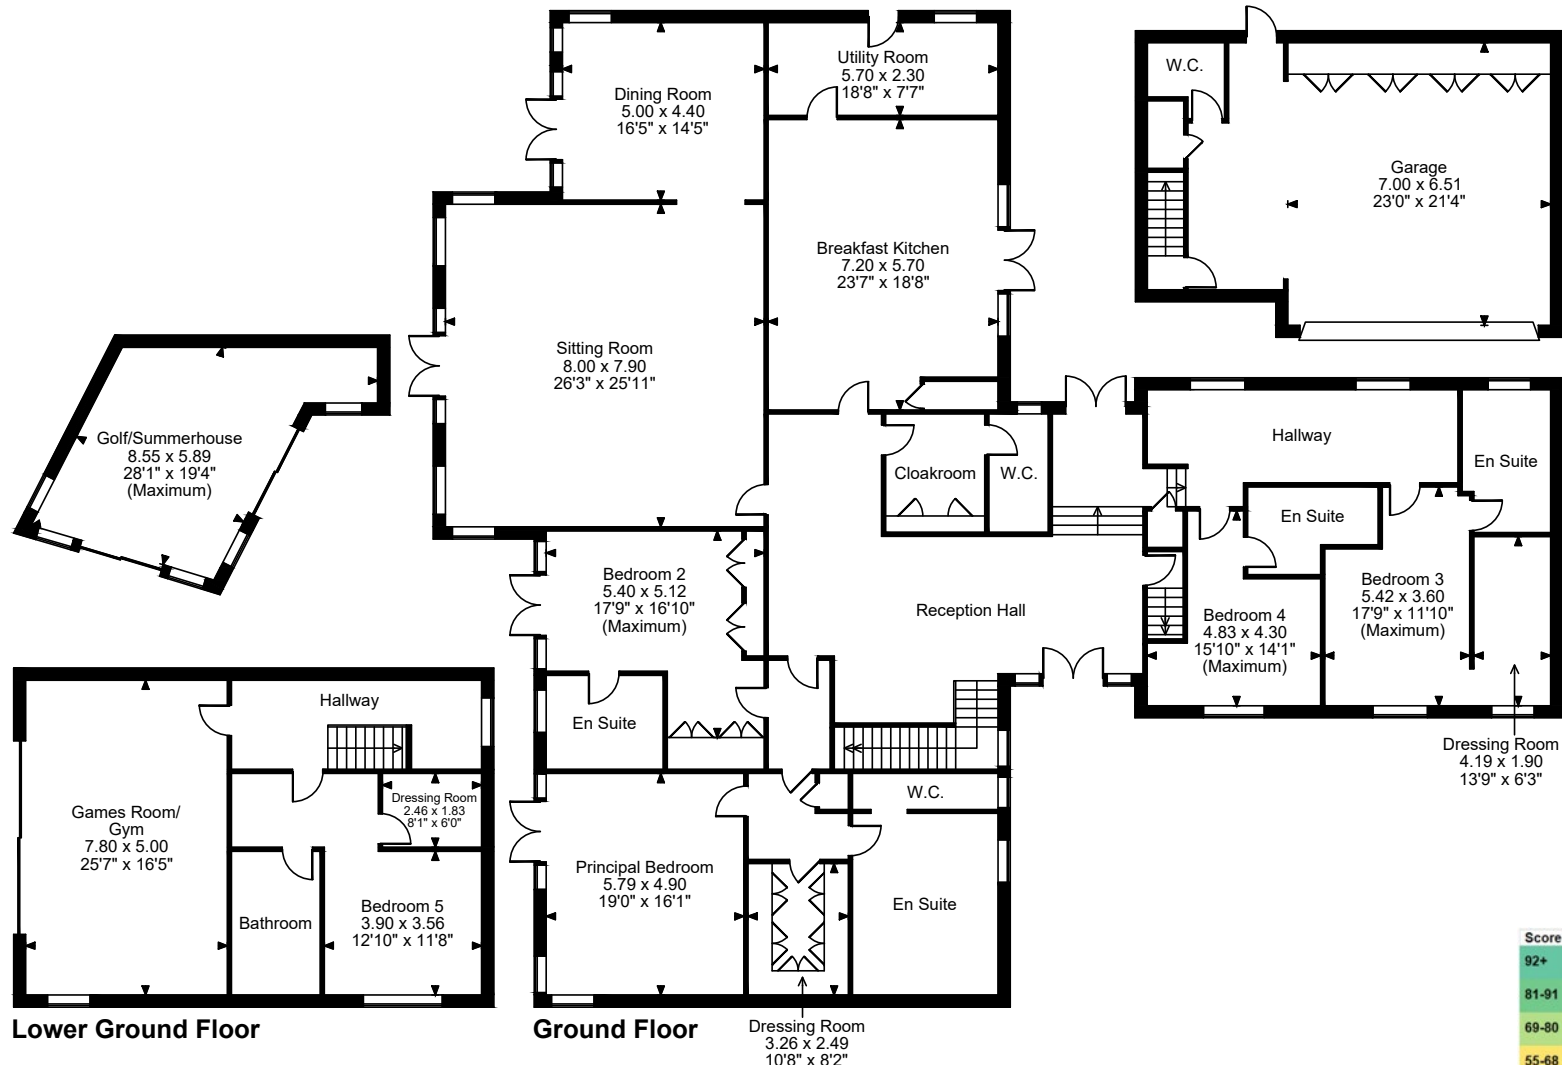 Dining Room
5.00 x 4.40
16'5" x 14'5"
Utility Room
5.70 x 2.30
18'8" x 7'7"
W.C.
Garage
7.00 x 6.51
23'0" x 21'4"
Breakfast Kitchen
7.20 x 5.70
23'7" x 18'8"
Sitting Room
8.00 x 7.90
26'3" x 25'11"
Golf/Summerhouse
8.55 x 5.89
28'1" x 19'4"
(Maximum)
Cloakroom
W.C.
Hallway
En Suite
En Suite
Bedroom 2
5.40 x 5.12
17'9" x 16'10"
(Maximum)
Reception Hall
Bedroom 4
4.83 x 4.30
15'10" x 14'1"
(Maximum)
Bedroom 3
5.42 x 3.60
17'9" x 11'10"
(Maximum)
Dressing Room
4.19 x 1.90
13'9" x 6'3"
Hallway
En Suite
Games Room/
Gym
7.80 x 5.00
25'7" x 16'5"
Dressing Room
2.46 x 1.83
8'1" x 6'0"
Bathroom
Bedroom 5
3.90 x 3.56
12'10" x 11'8"
W.C.
Principal Bedroom
5.79 x 4.90
19'0" x 16'1"
En Suite
Dressing Room
3.26 x 2.49
10'8" x 8'2"
Lower Ground Floor
Ground Floor
Score
92+
81-91
69-80
55-68